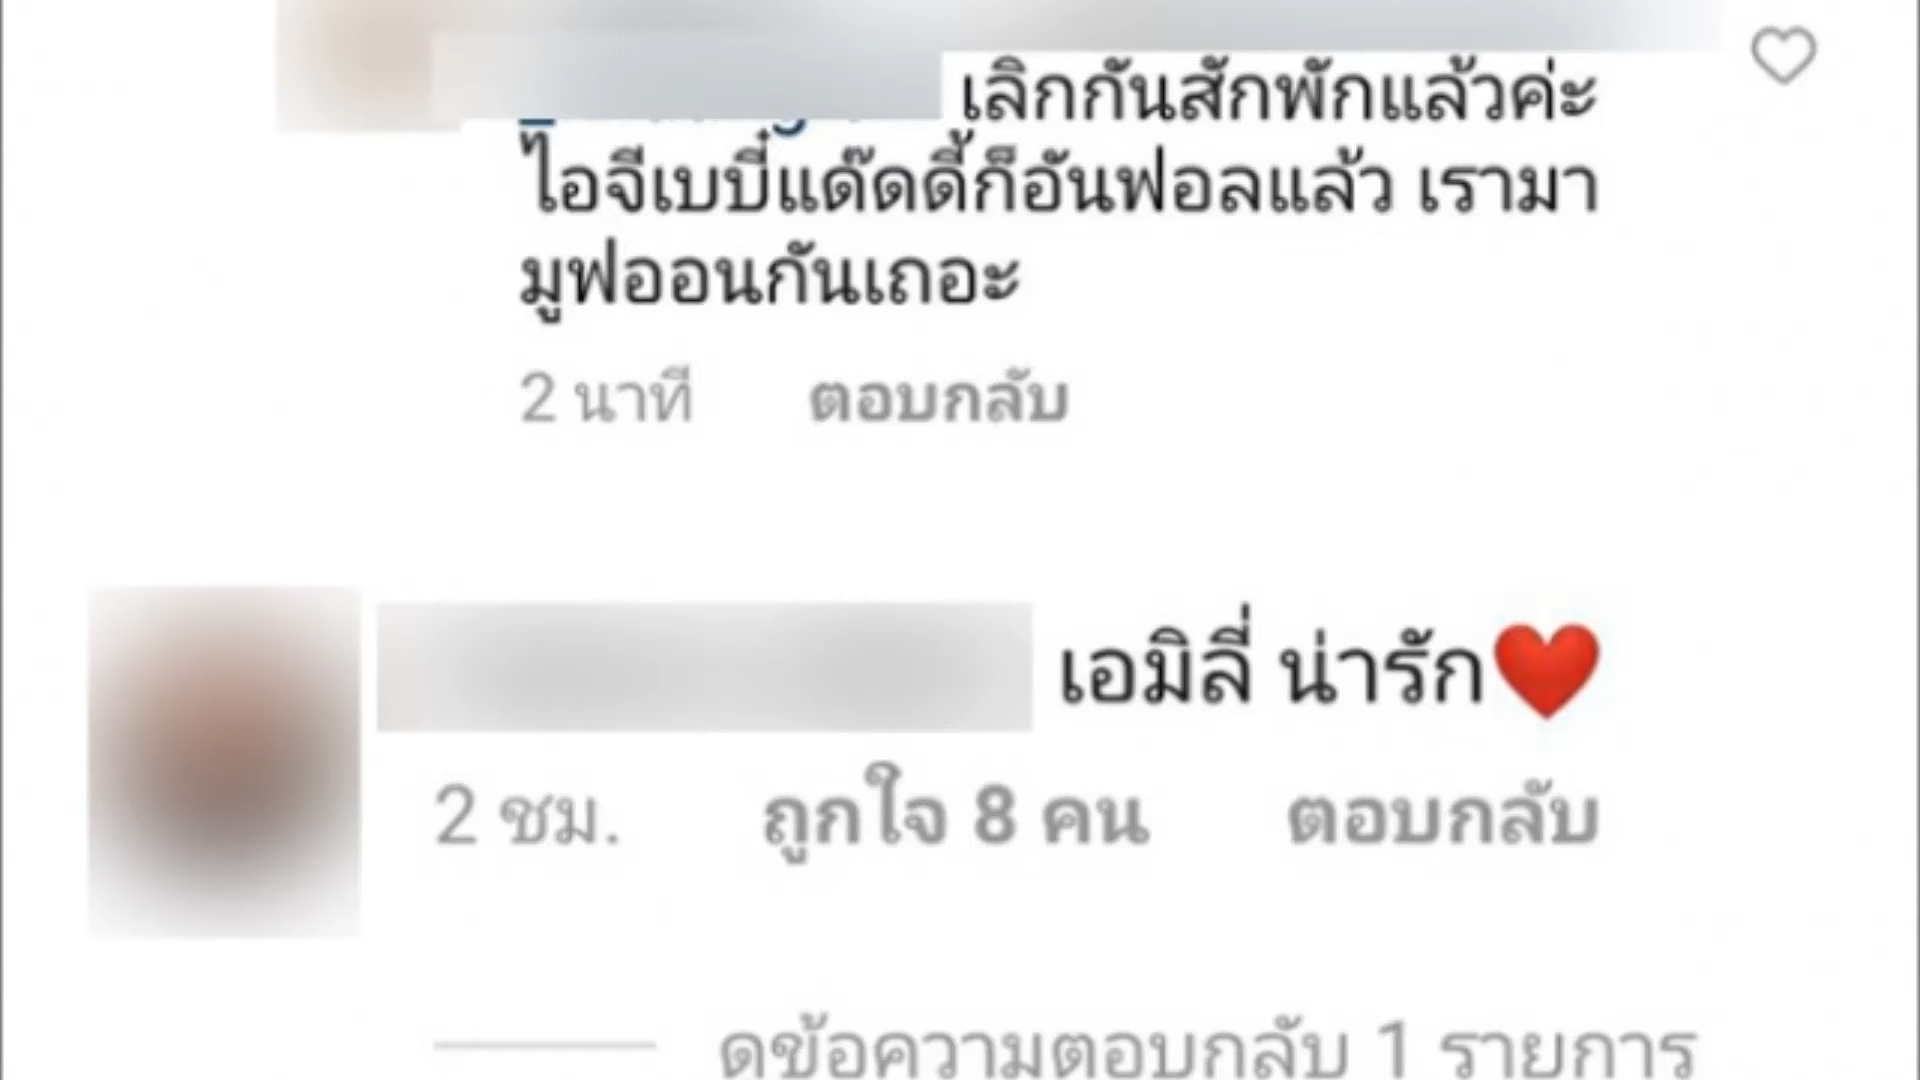 เลิกกันสักพักแล้วค่ะ
ไอจีเบบี๋แด๊ดดี้ก็อันฟอลแล้ว เรามา
มูฟออนกันเถอะ
2 นาที ตอบกลับ
เอมิลี่ น่ารัก❤️
2 ชม. ถูกใจ 8 คน ตอบกลับ
ดูข้อความตอบกลับ 1 รายการ